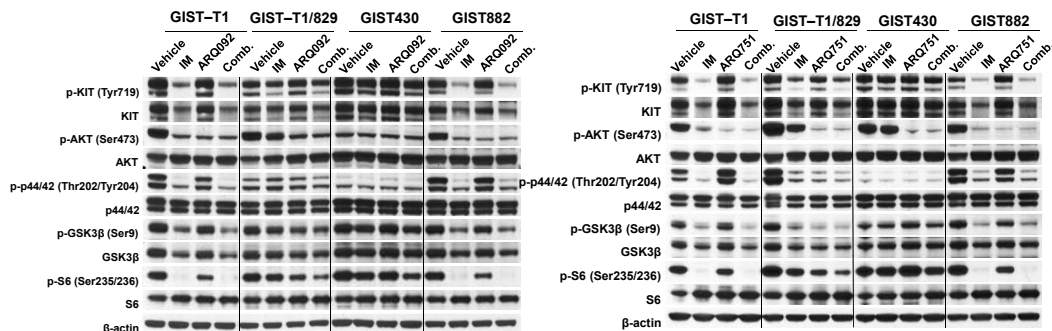 GIST–T1 GIST–T1/829 GIST430 GIST882
Vehicle IM ARQ092 Comb. Vehicle IM ARQ092 Comb. Vehicle IM ARQ092 Comb. Vehicle IM ARQ092 Comb.
p-KIT (Tyr719)
KIT
p-AKT (Ser473)
AKT
p-p44/42 (Thr202/Tyr204)
p44/42
p-GSK3β (Ser9)
GSK3β
p-S6 (Ser235/236)
S6
β-actin
GIST–T1 GIST–T1/829 GIST430 GIST882
Vehicle IM ARQ751 Comb. Vehicle IM ARQ751 Comb. Vehicle IM ARQ751 Comb. Vehicle IM ARQ751 Comb.
p-KIT (Tyr719)
KIT
p-AKT (Ser473)
AKT
p-p44/42 (Thr202/Tyr204)
p44/42
p-GSK3β (Ser9)
GSK3β
p-S6 (Ser235/236)
S6
β-actin